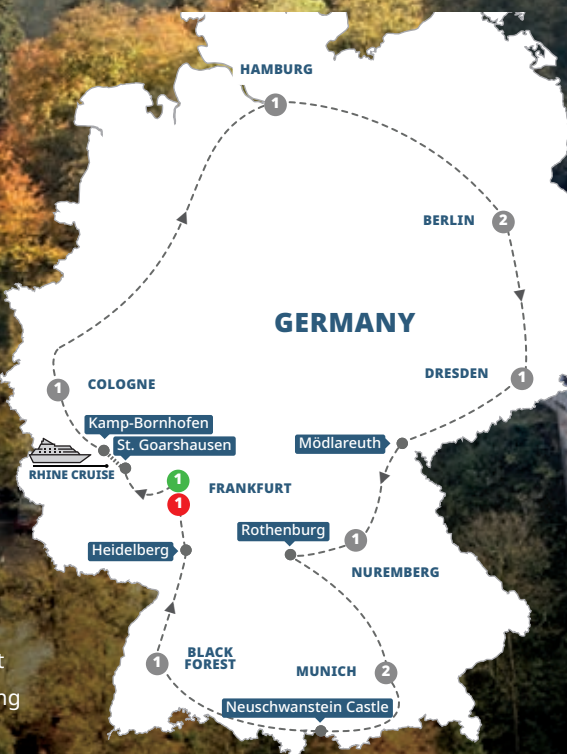 HAMBURG
1
BERLIN
2
GERMANY
DRESDEN
1
COLOGNE
1
Kamp-Bornhofen
St. Goarshausen
RHINE CRUISE
Mödlareuth
1
FRANKFURT
1
Rothenburg
1
NUREMBERG
Heidelberg
BLACK
FOREST
1
MUNICH
2
Neuschwanstein Castle
t
ng